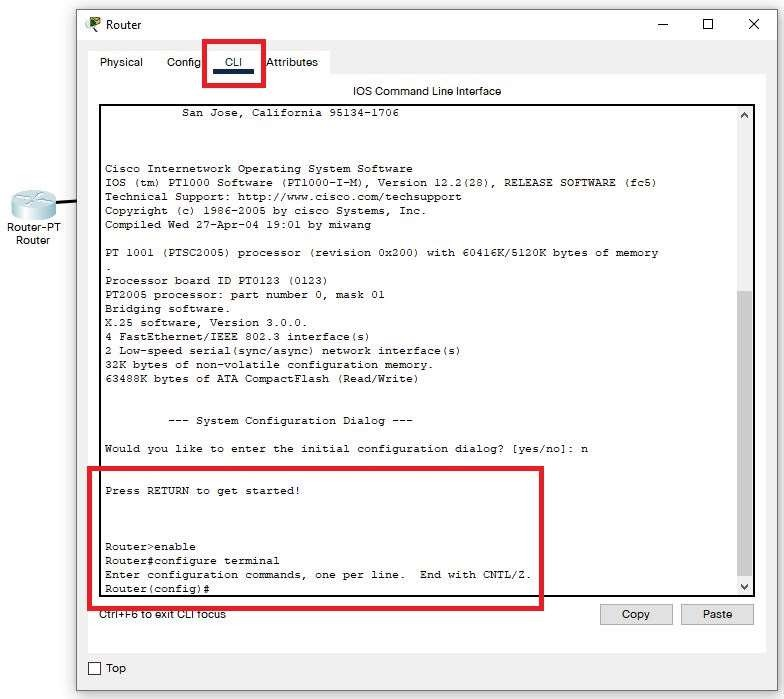 Router
Physical Config CLI Attributes
IOS Command Line Interface
San Jose, California 95134-1706
Cisco Internetwork Operating System Software
IOS (tm) PT1000 Software (PT1000-I-M), Version 12.2(28), RELEASE SOFTWARE (fc5)
Technical Support: http://www.cisco.com/techsupport
Copyright (c) 1986-2005 by cisco Systems, Inc.
Compiled Wed 27-Apr-04 19:01 by miwang
PT 1001 (PTSC2005) processor (revision 0x200) with 60416K/5120K bytes of memory
.
Processor board ID PT0123 (0123)
PT2005 processor: part number 0, mask 01
Bridging software.
X.25 software, Version 3.0.0.
4 FastEthernet/IEEE 802.3 interface(s)
2 Low-speed serial(sync/async) network interface(s)
32K bytes of non-volatile configuration memory.
63488K bytes of ATA CompactFlash (Read/Write)
--- System Configuration Dialog ---
Would you like to enter the initial configuration dialog? [yes/no]: n
Press RETURN to get started!
Router>enable
Router#configure terminal
Enter configuration commands, one per line.  End with CNTL/Z.
Router(config)#
Ctrl+F6 to exit CLI focus
Copy Paste
Top
Router-PT
Router